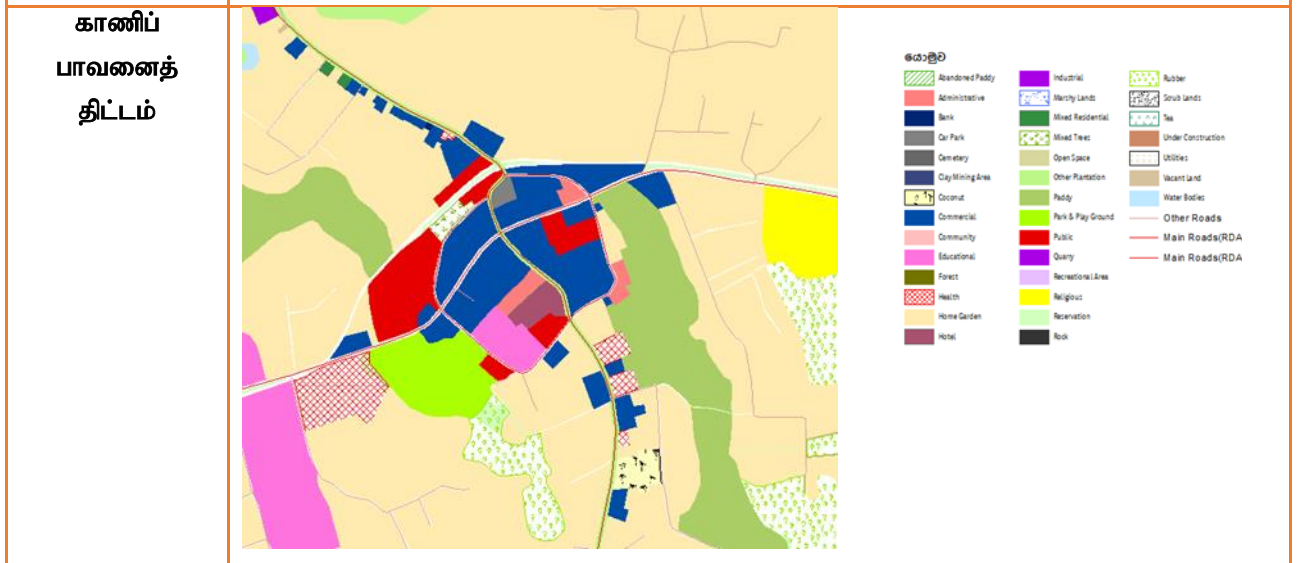 காணிப்
பாவனைத்
திட்டம்
Abandoned Paddy
Administrative
Bank
Car Park
Cemetery
Clay Mining Area
Coconut
Commercial
Community
Educational
Forest
Health
Home Garden
Hotel
Industrial
Marshy Lands
Mixed Residential
Mixed Trees
Open Space
Other Plantation
Paddy
Park & Play Ground
Public
Quarry
Recreational Area
Religious
Reservation
Rock
Rubber
Scrub Lands
Tea
Under Construction
Utilities
Vacant Land
Water Bodies
Other Roads
Main Roads(RDA
Main Roads(RDA